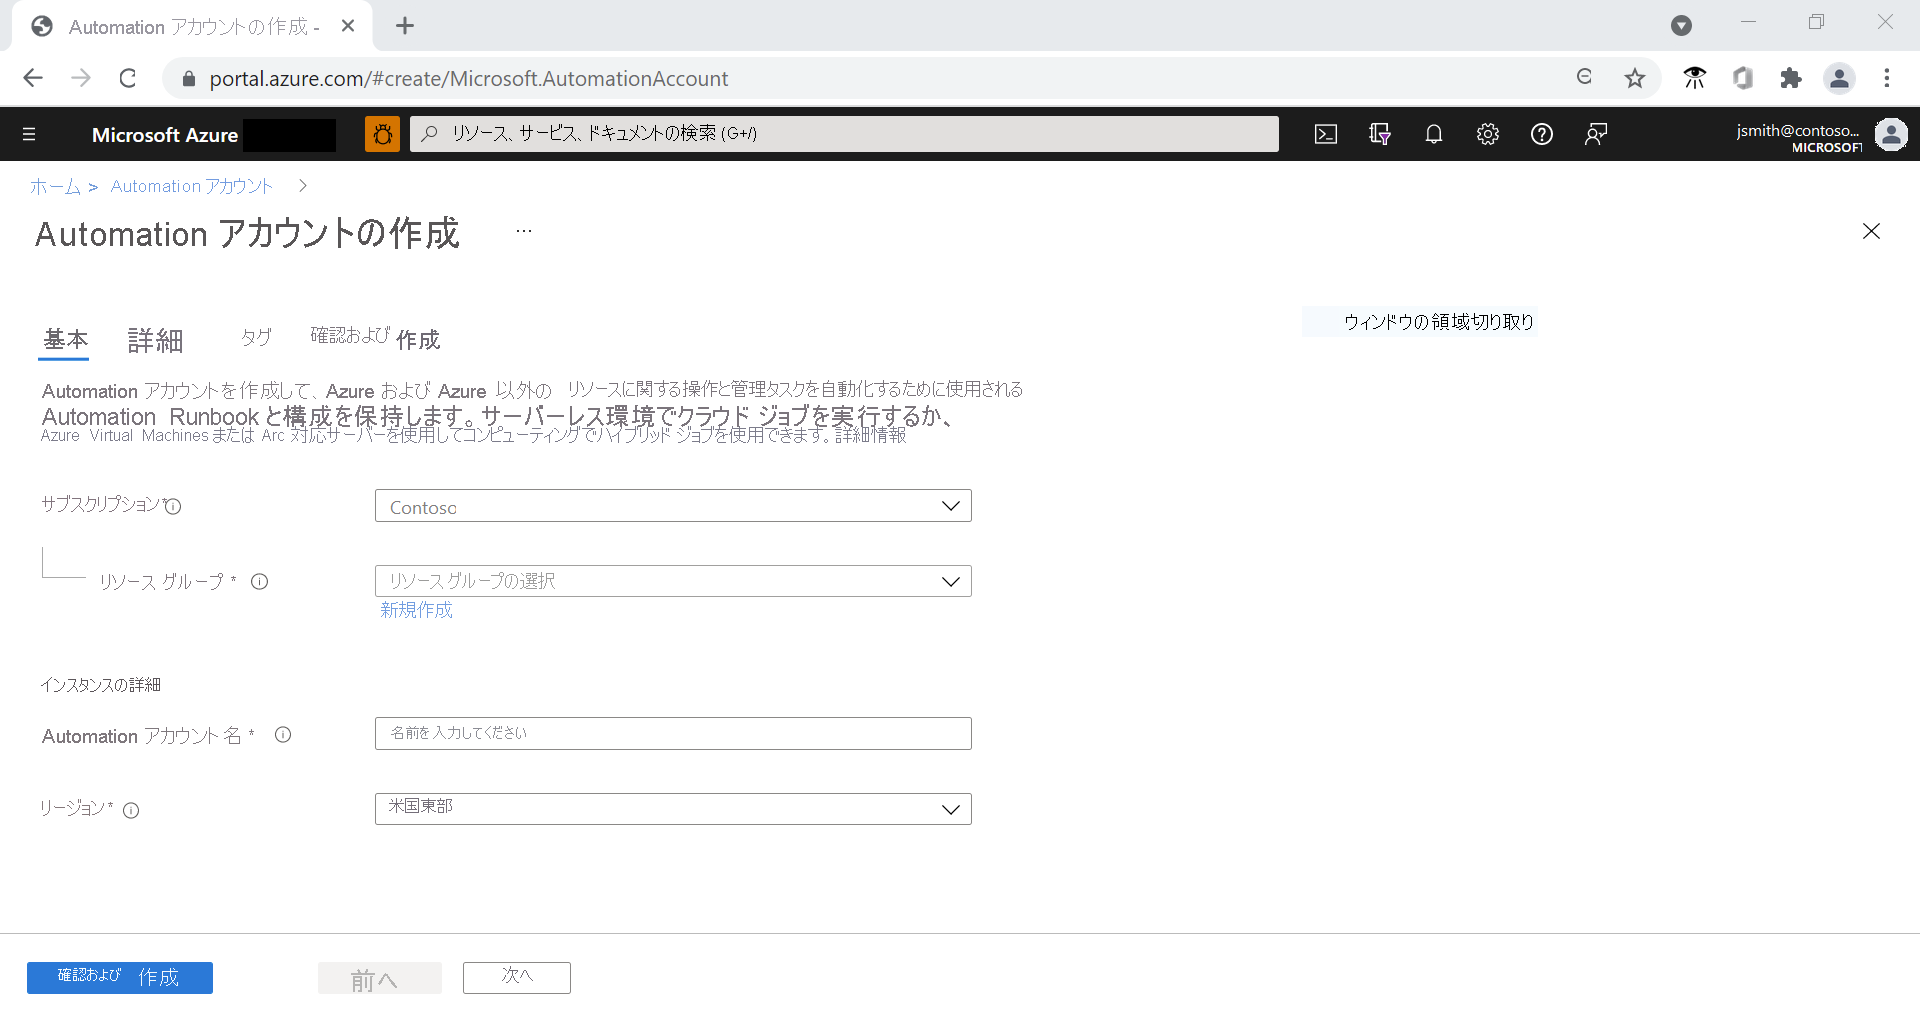 Automation アカウントの作成 -
portal.azure.com/#create/Microsoft.AutomationAccount
Microsoft Azure
リソース、サービス、ドキュメントの検索 (G+/)
jsmith@contoso...
MICROSOFT
ホーム > Automation アカウント >
Automation アカウントの作成 ...
ウィンドウの領域切り取り
基本 詳細 タグ 確認および 作成
Automation アカウントを作成して、Azure および Azure 以外の リソースに関する操作と管理タスクを自動化するために使用される
Automation Runbook と構成を保持します。サーバーレス環境でクラウド ジョブを実行するか、
Azure Virtual Machines または Arc 対応サーバーを使用してコンピューティングでハイブリッド ジョブを使用できます。詳細情報
サブスクリプション* Contoso
リソース グループ * リソース グループの選択
新規作成
インスタンスの詳細
Automation アカウント名 * 名前を入力してください
リージョン* 米国東部
確認および 作成 前へ 次へ